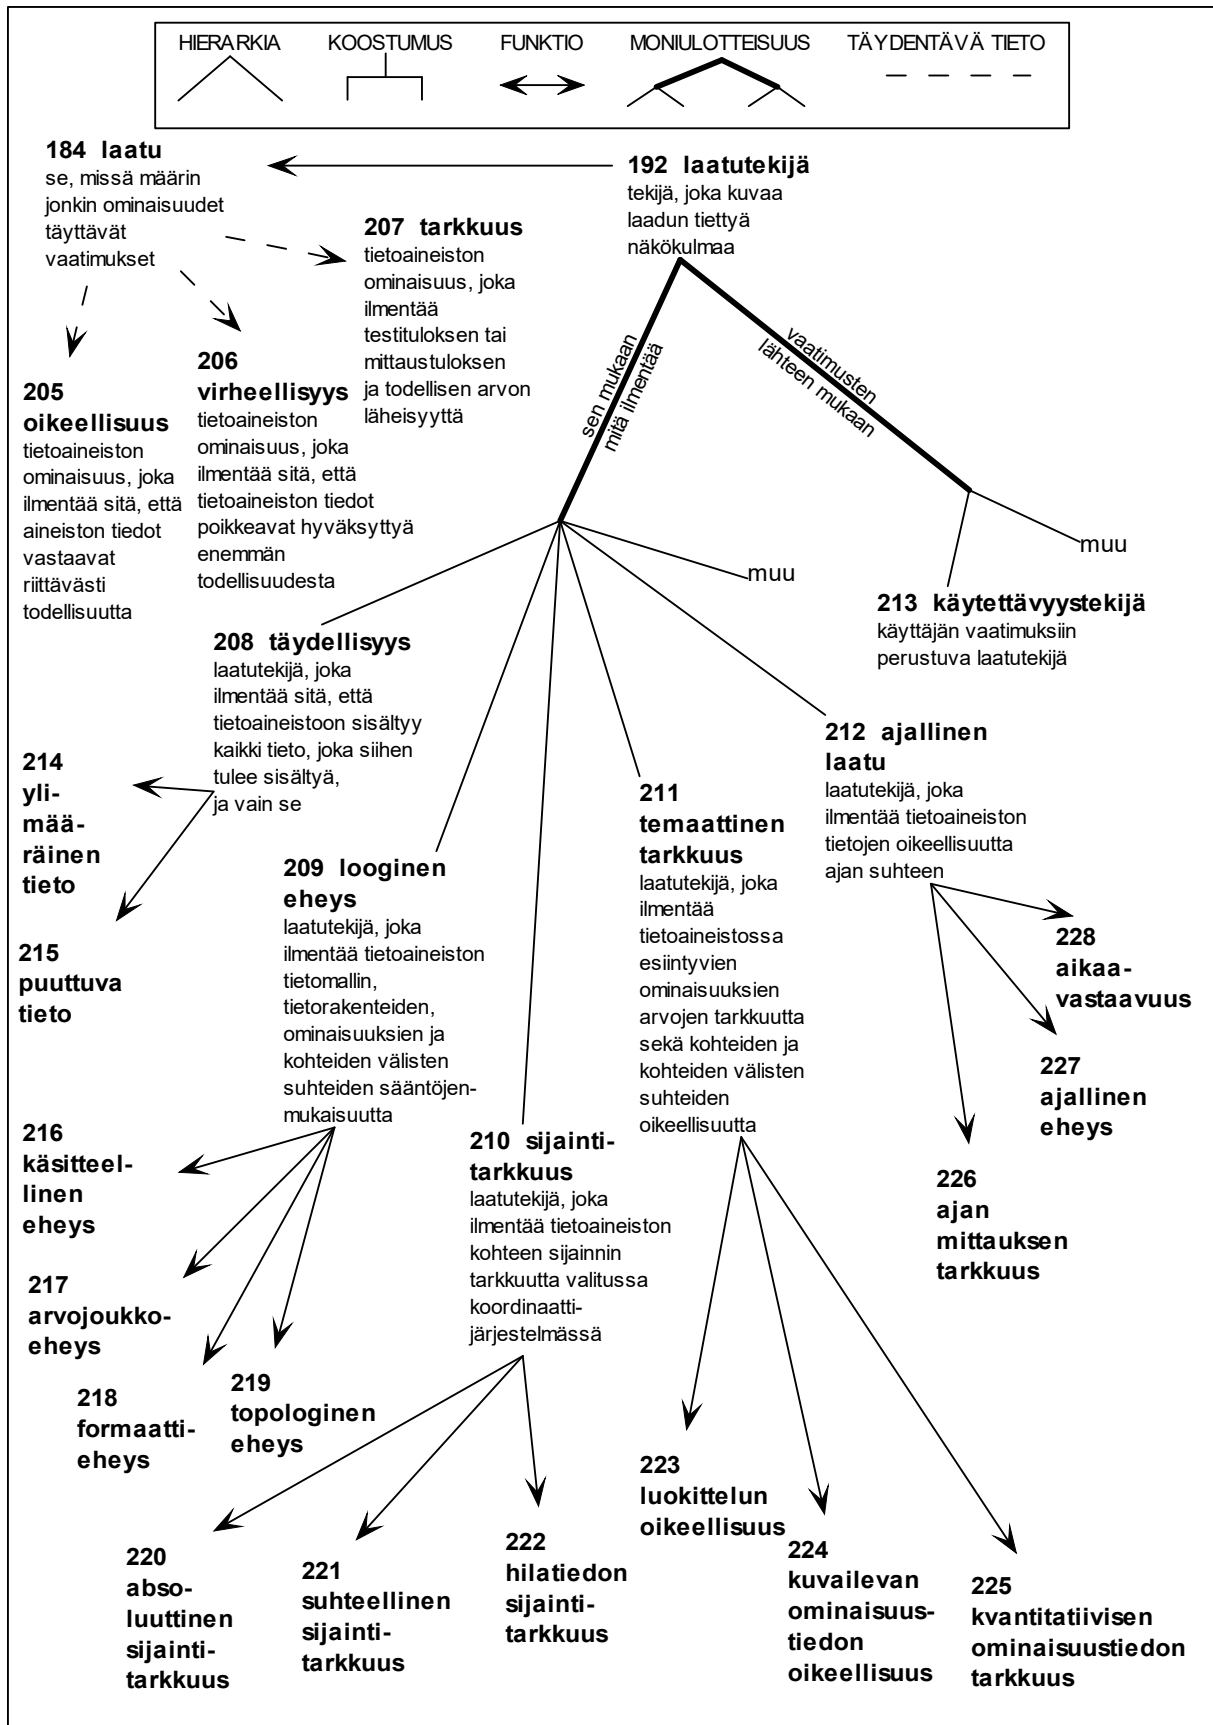 HIERARKIA KOOSTUMUS FUNKTIO MONIULOTTEISUUS TÄYDENTÄVÄ TIETO
184 laatu
se, missä määrin
jonkin ominaisuudet
täyttävät
vaatimukset
192 laatutekijä
tekijä, joka kuvaa
laadun tiettyä
näkökulmaa
207 tarkkuus
tietoaineiston
ominaisuus, joka
ilmentää
testituloksen tai
mittaustuloksen
ja todellisen arvon
läheisyyttä
205
oikeellisuus
tietoaineiston
ominaisuus, joka
ilmentää sitä, että
aineiston tiedot
vastaavat
riittävästi
todellisuutta
206
virheellisyys
tietoaineiston
ominaisuus, joka
ilmentää sitä, että
tietoaineiston tiedot
poikkeavat hyväksyttyä
enemmän
todellisuudesta
sen mukaan
mitä ilmentää
vaatimusten
lähteen mukaan
muu
muu
213 käytettävyystekijä
käyttäjän vaatimuksiin
perustuva laatutekijä
208 täydellisyys
laatutekijä, joka
ilmentää sitä, että
tietoaineistoon sisältyy
kaikki tieto, joka siihen
tulee sisältyä,
ja vain se
212 ajallinen
laatu
laatutekijä, joka
ilmentää tietoaineiston
tietojen oikeellisuutta
ajan suhteen
214
yli-
mää-
räinen
tieto
211
temaattinen
tarkkuus
laatutekijä, joka
ilmentää
tietoaineistossa
esiintyvien
ominaisuuksien
arvojen tarkkuutta
sekä kohteiden ja
kohteiden välisten
suhteiden
oikeellisuutta
209 looginen
eheys
laatutekijä, joka
ilmentää tietoaineiston
tietomallin,
tietorakenteiden,
ominaisuuksien ja
kohteiden välisten
suhteiden sääntöjen-
mukaisuutta
215
puuttuva
tieto
228
aikaa-
vastaavuus
227
ajallinen
eheys
226
ajan
mittauksen
tarkkuus
216
käsitteel-
linen
eheys
210 sijainti-
tarkkuus
laatutekijä, joka
ilmentää tietoaineiston
kohteen sijainnin
tarkkuutta valitussa
koordinaatti-
järjestelmässä
217
arvojoukko-
eheys
218
formaatti-
eheys
219
topologinen
eheys
220
abso-
luuttinen
sijainti-
tarkkuus
221
suhteellinen
sijainti-
tarkkuus
222
hilatiedon
sijainti-
tarkkuus
223
luokittelun
oikeellisuus
224
kuvailevan
ominaisuus-
tiedon
oikeellisuus
225
kvantitatiivisen
ominaisuustiedon
tarkkuus